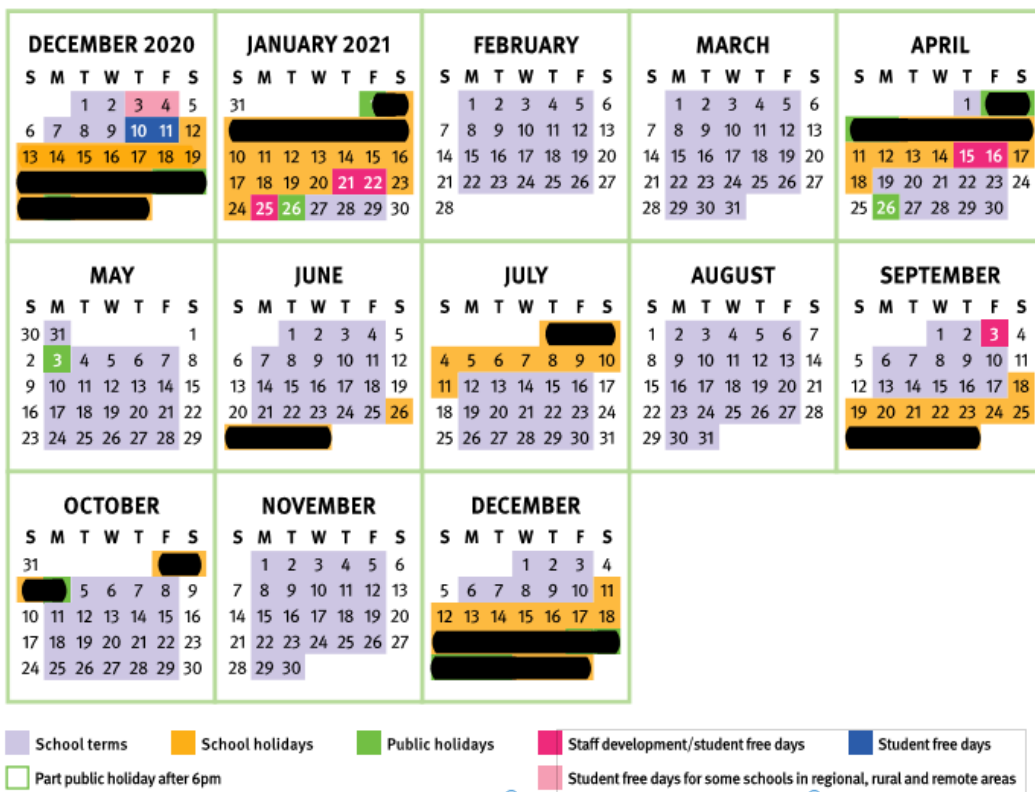 DECEMBER 2020
S M T W T F S
1 2 3 4 5
6 7 8 9 10 11 12
13 14 15 16 17 18 19
JANUARY 2021
S M T W T F S
31
10 11 12 13 14 15 16
17 18 19 20 21 22 23
24 25 26 27 28 29 30
FEBRUARY
S M T W T F S
1 2 3 4 5 6
7 8 9 10 11 12 13
14 15 16 17 18 19 20
21 22 23 24 25 26 27
28
MARCH
S M T W T F S
1 2 3 4 5 6
7 8 9 10 11 12 13
14 15 16 17 18 19 20
21 22 23 24 25 26 27
28 29 30 31
APRIL
S M T W T F S
1
11 12 13 14 15 16 17
18 19 20 21 22 23 24
25 26 27 28 29 30
MAY
S M T W T F S
30 31 1
2 3 4 5 6 7 8
9 10 11 12 13 14 15
16 17 18 19 20 21 22
23 24 25 26 27 28 29
JUNE
S M T W T F S
1 2 3 4 5
6 7 8 9 10 11 12
13 14 15 16 17 18 19
20 21 22 23 24 25 26
JULY
S M T W T F S
4 5 6 7 8 9 10
11 12 13 14 15 16 17
18 19 20 21 22 23 24
25 26 27 28 29 30 31
AUGUST
S M T W T F S
1 2 3 4 5 6 7
8 9 10 11 12 13 14
15 16 17 18 19 20 21
22 23 24 25 26 27 28
29 30 31
SEPTEMBER
S M T W T F S
1 2 3 4
5 6 7 8 9 10 11
12 13 14 15 16 17 18
19 20 21 22 23 24 25
OCTOBER
S M T W T F S
31
5 6 7 8 9
10 11 12 13 14 15 16
17 18 19 20 21 22 23
24 25 26 27 28 29 30
NOVEMBER
S M T W T F S
1 2 3 4 5 6
7 8 9 10 11 12 13
14 15 16 17 18 19 20
21 22 23 24 25 26 27
28 29 30
DECEMBER
S M T W T F S
1 2 3 4
5 6 7 8 9 10 11
12 13 14 15 16 17 18
School terms School holidays Public holidays Staff development/student free days Student free days
Part public holiday after 6pm Student free days for some schools in regional, rural and remote areas